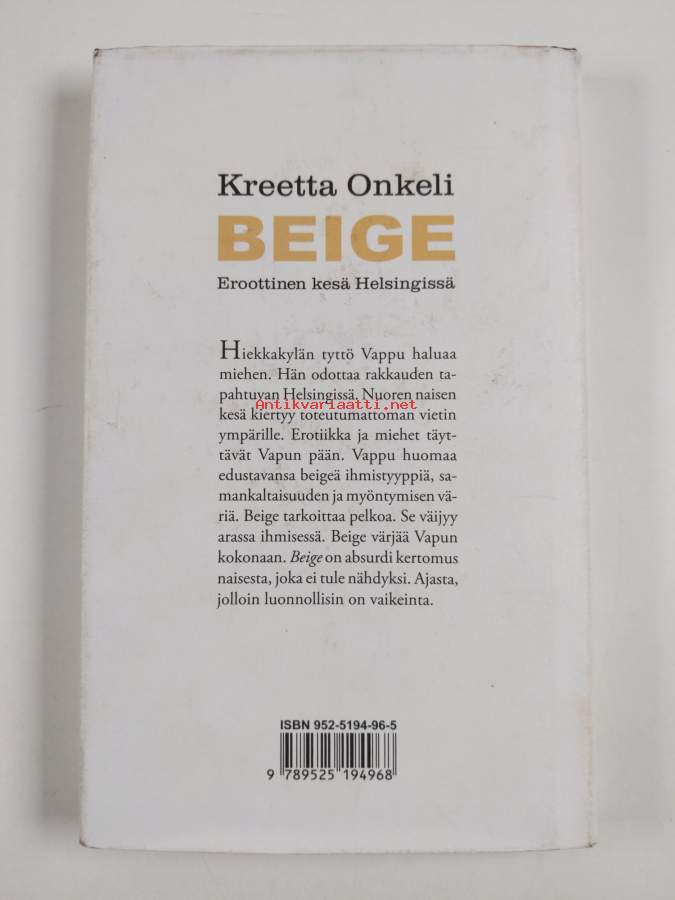 Kreetta Onkeli
BEIGE
Eroottinen kesä Helsingissä
Hiekkakylän tyttö Vappu haluaa
miehen. Hän odottaa rakkauden ta-
pahtuvan Helsingissä. Nuoren naisen
Antikvariaatti.net
kesä kiertyy toteutumattoman vietin
ympärille. Erotiikka ja miehet täyt-
tävät Vapun pään. Vappu huomaa
edustavansa beigeä ihmistyyppiä, sa-
mankaltaisuuden ja myöntymisen vä-
riä. Beige tarkoittaa pelkoa. Se väijyy
arassa ihmisessä. Beige värjää Vapun
kokonaan. Beige on absurdi kertomus
naisesta, joka ei tule nähdyksi. Ajasta,
jolloin luonnollisin on vaikeinta.
ISBN 952-5194-96-5
9 789525 194968